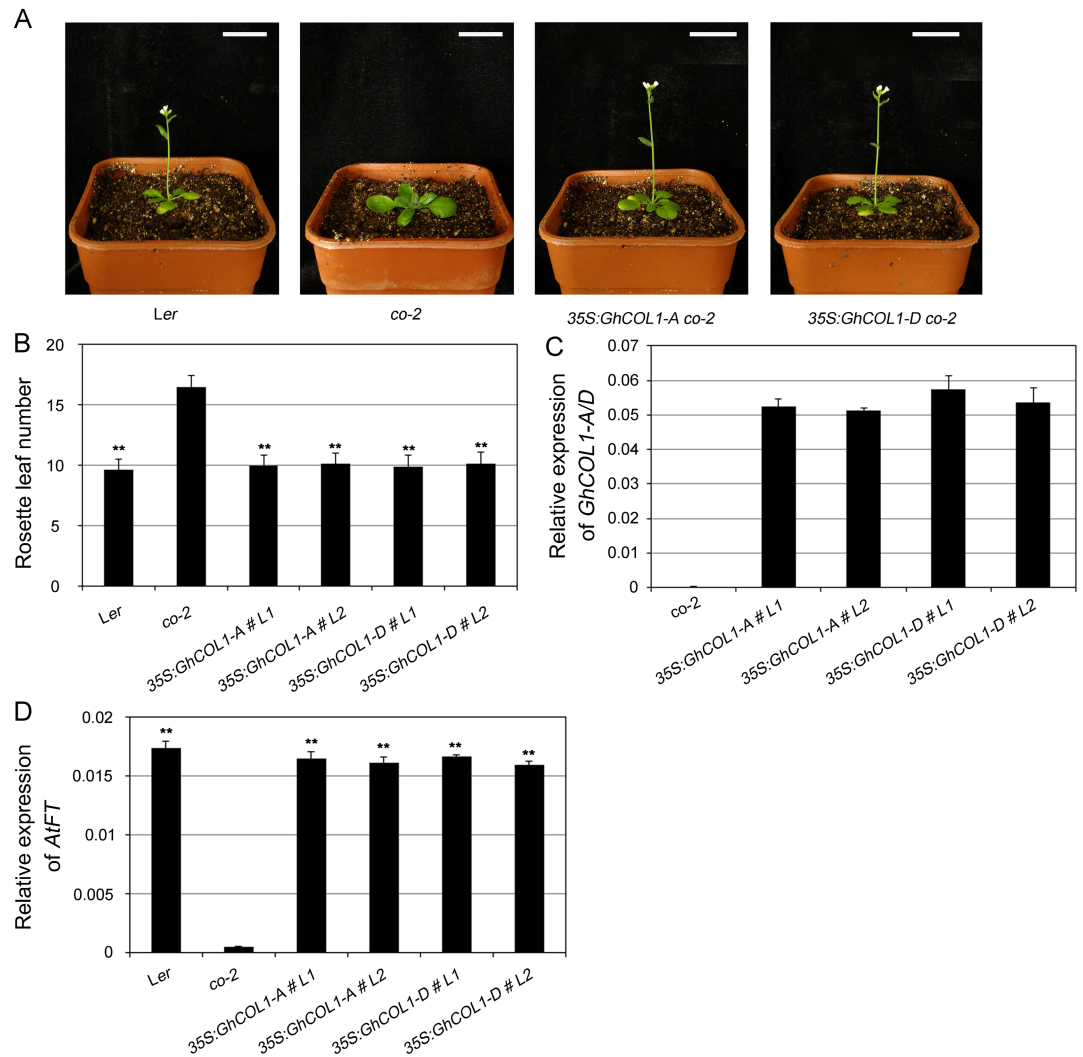 A
Ler
co-2
35S:GhCOL1-A co-2
35S:GhCOL1-D co-2
B
Rosette leaf number
20
15
10
5
0
**
**
**
**
**
Ler
co-2
35S:GhCOL1-A # L1
35S:GhCOL1-A # L2
35S:GhCOL1-D # L1
35S:GhCOL1-D # L2
C
Relative expression
of GhCOL1-A/D
0.07
0.06
0.05
0.04
0.03
0.02
0.01
0
co-2
35S:GhCOL1-A # L1
35S:GhCOL1-A # L2
35S:GhCOL1-D # L1
35S:GhCOL1-D # L2
D
Relative expression
of AtFT
0.02
0.015
0.01
0.005
0
**
**
**
**
**
Ler
co-2
35S:GhCOL1-A # L1
35S:GhCOL1-A # L2
35S:GhCOL1-D # L1
35S:GhCOL1-D # L2